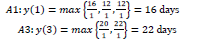 A1: y(1) = max {16/1, 12/1, 12/1} = 16 days
A3: y(3) = max {20/1, 22/1} = 22 days